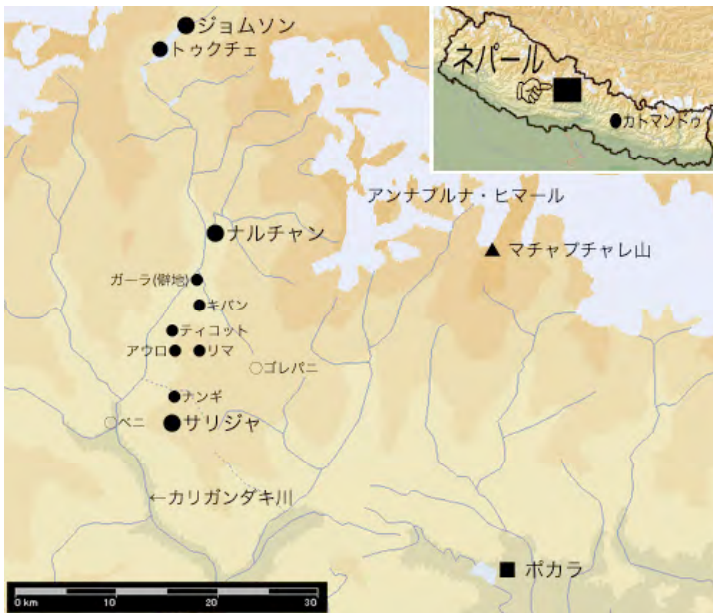 ジョムソン
トゥクチェ
ネパール
カトマンドゥ
アンナプルナ・ヒマール
ナルチャン
マチャプチャレ山
ガーラ(僻地)
キバン
ティコット
アウロ
リマ
ゴレパニ
ナンギ
ベニ
サリジャ
←カリガンダキ川
ポカラ
0 km 10 20 30